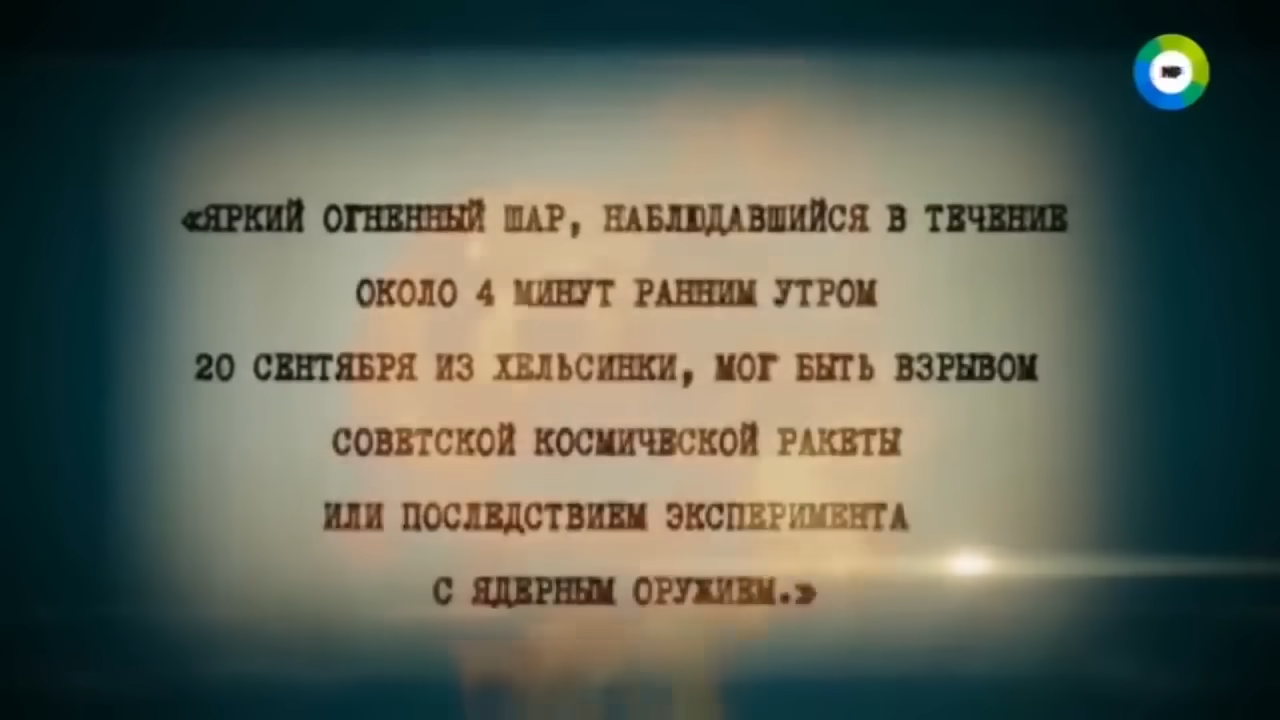 «ЯРКИЙ ОГНЕННЫЙ ШАР, НАБЛЮДАВШИЙСЯ В ТЕЧЕНИЕ
ОКОЛО 4 МИНУТ РАННИМ УТРОМ
20 СЕНТЯБРЯ ИЗ ХЕЛЬСИНКИ, МОГ БЫТЬ ВЗРЫВОМ
СОВЕТСКОЙ КОСМИЧЕСКОЙ РАКЕТЫ
ИЛИ ПОСЛЕДСТВИЕМ ЭКСПЕРИМЕНТА
С ЯДЕРНЫМ ОРУЖИЕМ.»